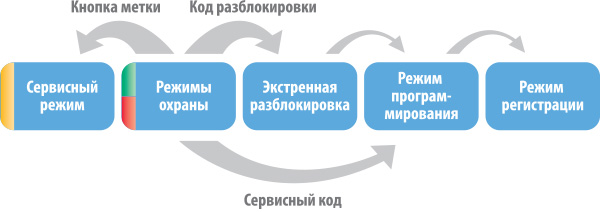 Кнопка метки
Код разблокировки
Сервисный
режим
Режимы
охраны
Экстренная
разблокировка
Режим
програм-
мирования
Режим
регистрации
Сервисный код